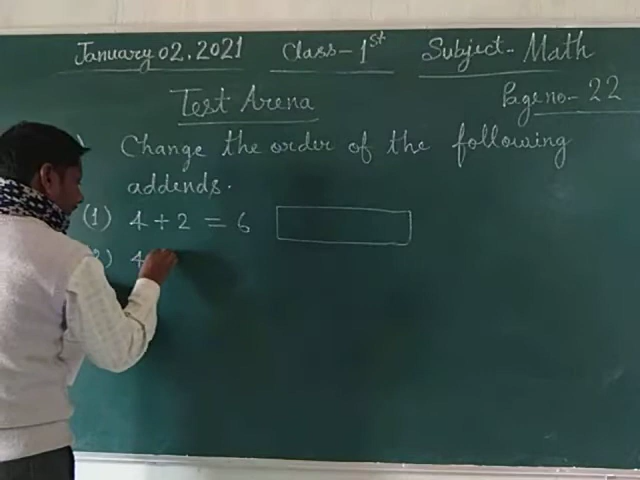 January 02, 2021 Class- 1st Subject- Math
Test Arena Page no- 22
Change the order of the following
addends.
(1) 4 + 2 = 6
2) 4